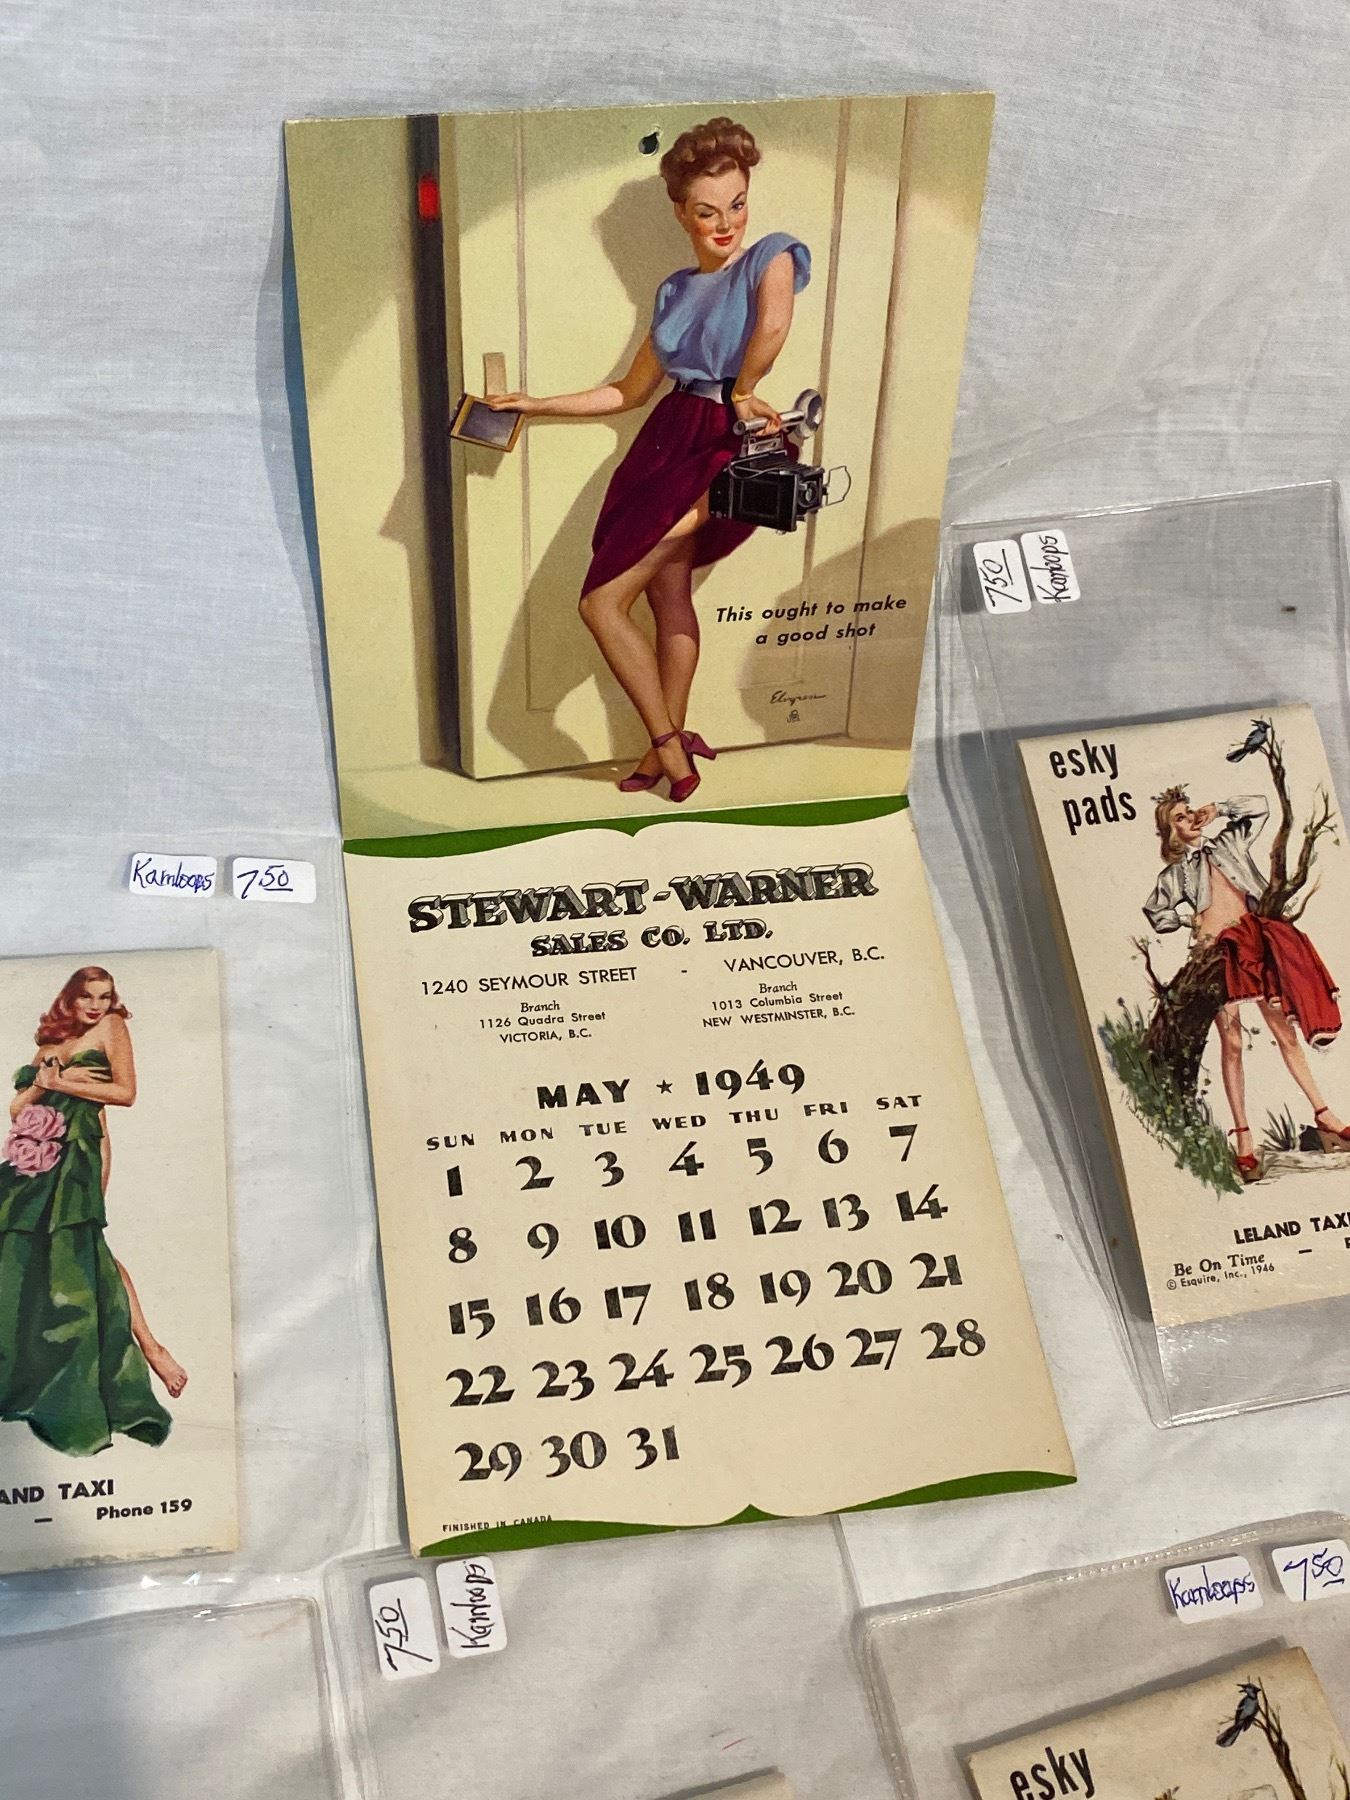 This ought to make
a good shot
Elvgren
STEWART-WARNER
SALES CO. LTD.
1240 SEYMOUR STREET - VANCOUVER, B.C.
Branch
1126 Quadra Street
VICTORIA, B.C.
Branch
1013 Columbia Street
NEW WESTMINSTER, B.C.
MAY ★ 1949
SUN MON TUE WED THU FRI SAT
1 2 3 4 5 6 7
8 9 10 11 12 13 14
15 16 17 18 19 20 21
22 23 24 25 26 27 28
29 30 31
FINISHED IN CANADA
Kamloops
7.50
AND TAXI
— Phone 159
7.50
Kamloops
esky
pads
LELAND TAXI
Be On Time —
© Esquire, Inc., 1946
7.50
Kamloops
Kamloops
7.50
esky